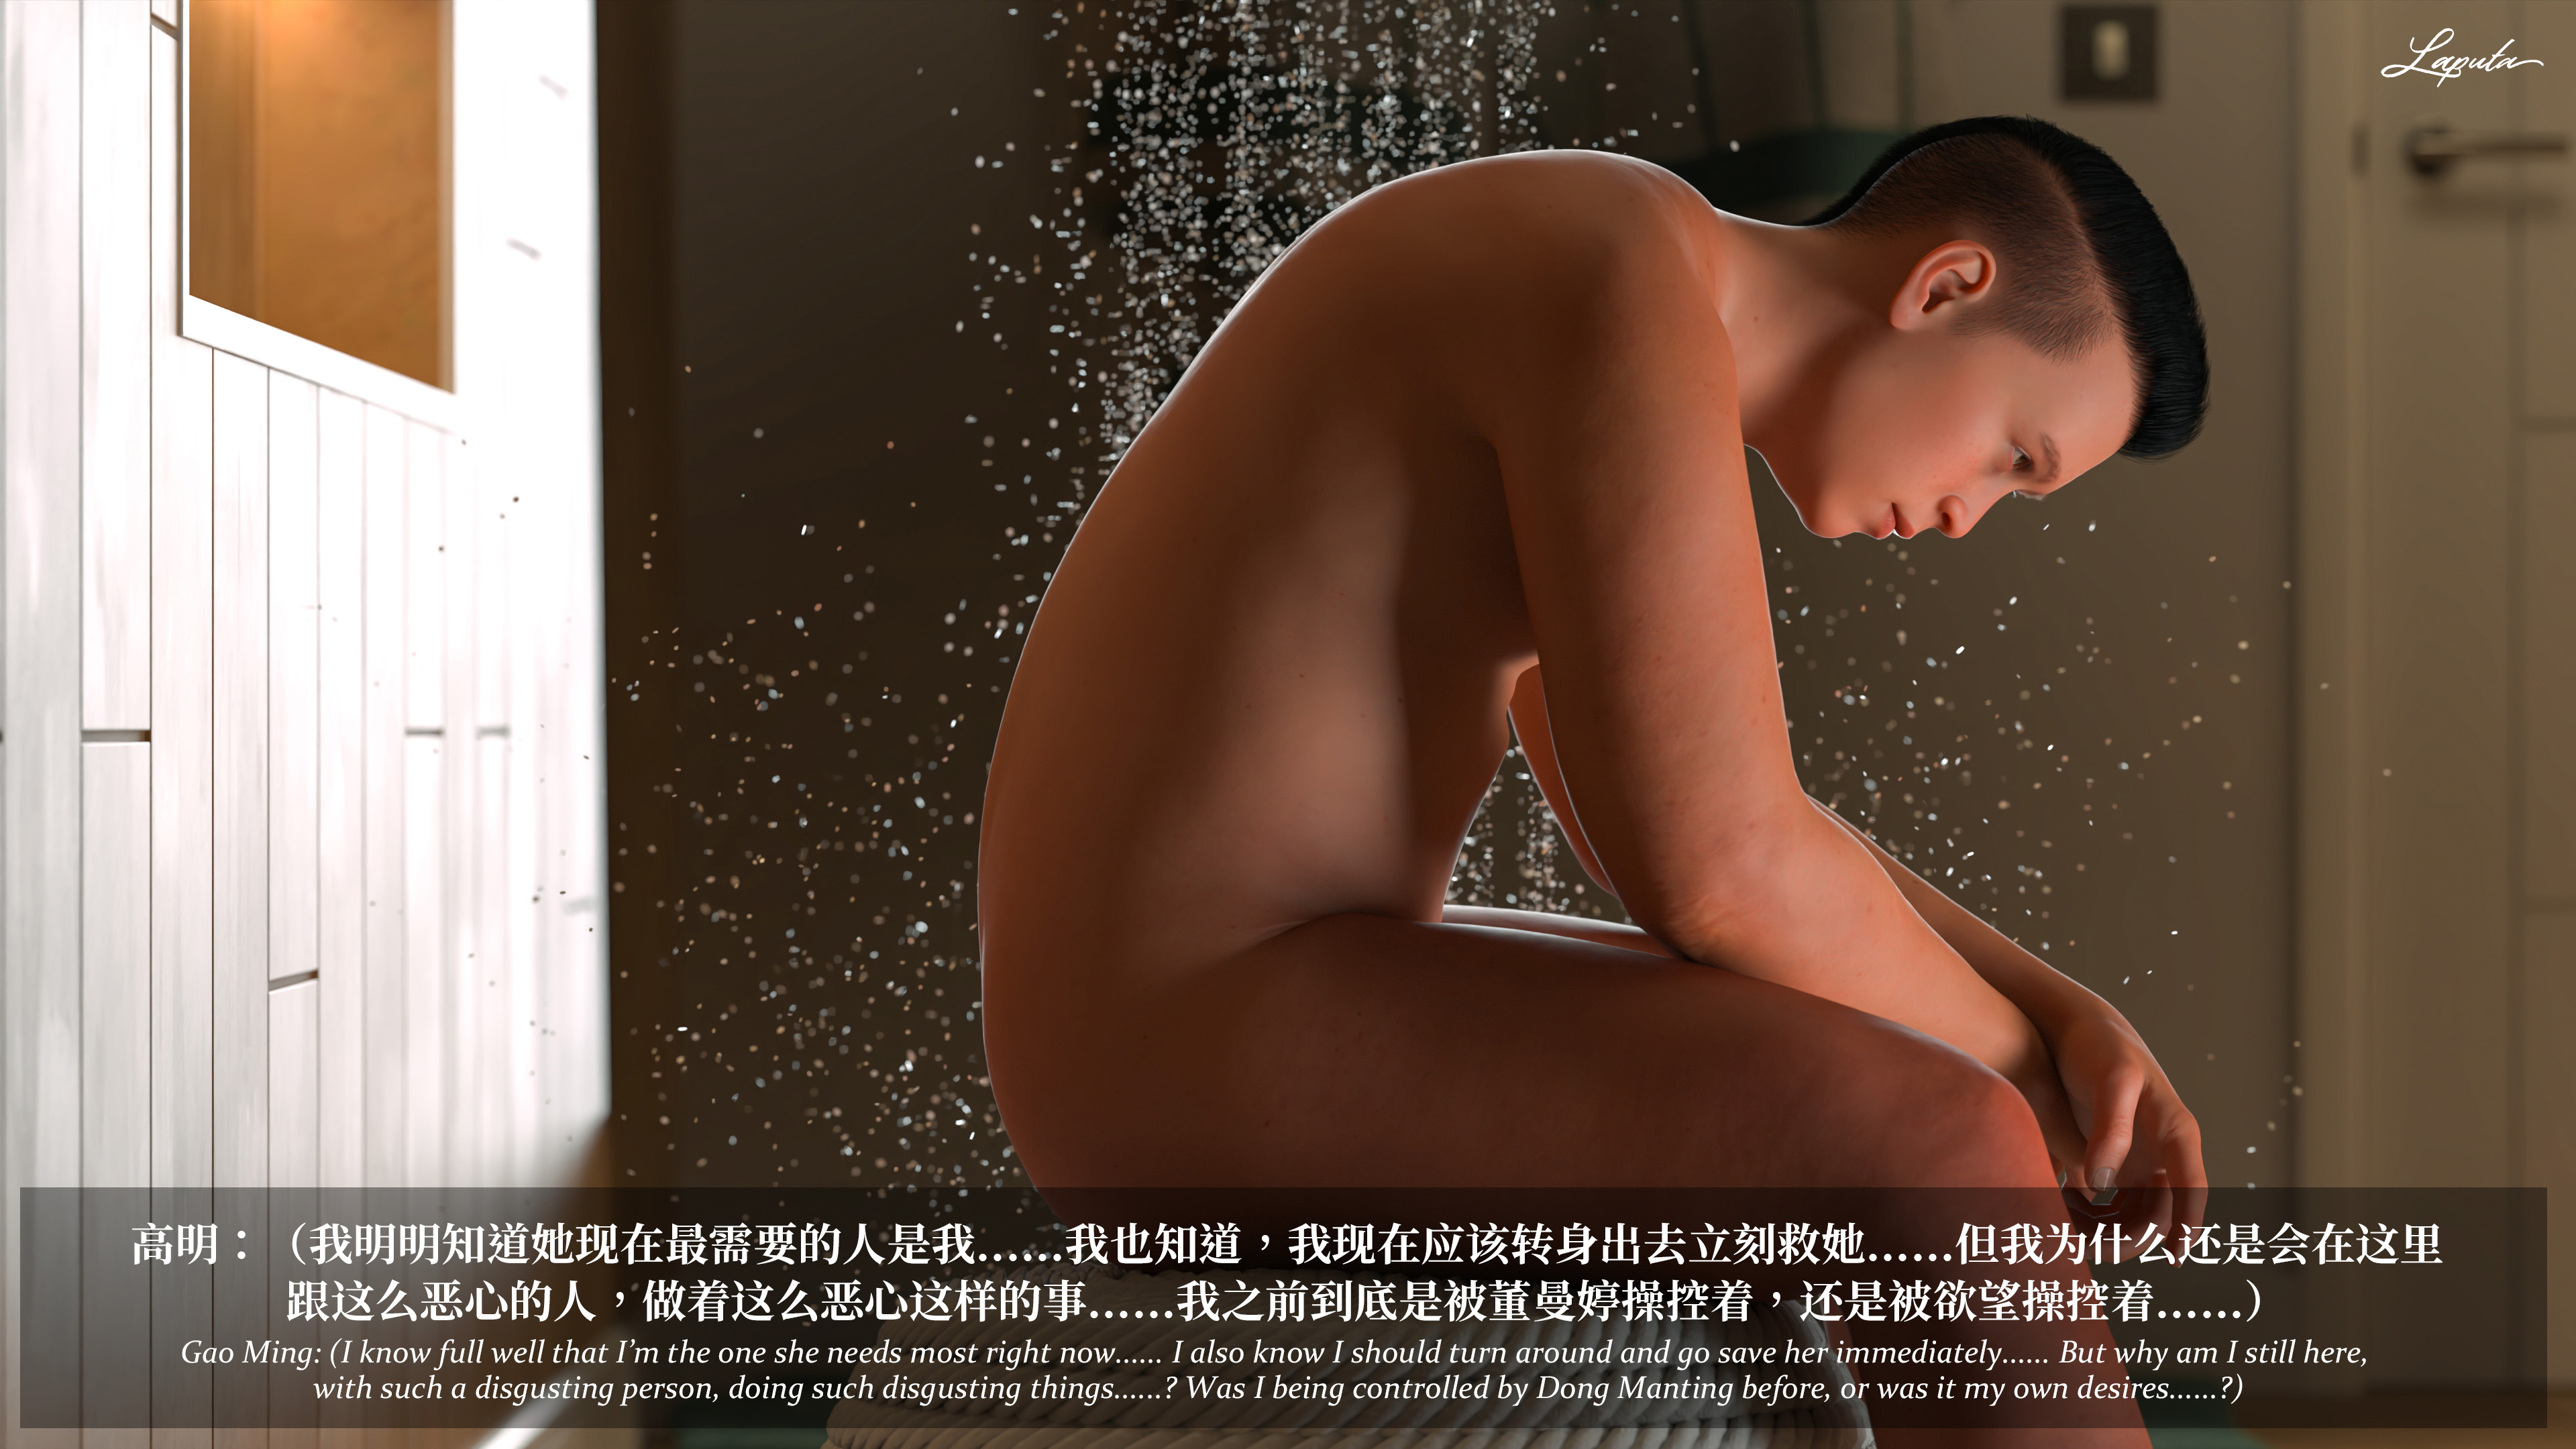 Laputa
高明：（我明明知道她现在最需要的人是我……我也知道，我现在应该转身出去立刻救她……但我为什么还是会在这里
跟这么恶心的人，做着这么恶心这样的事……我之前到底是被董曼婷操控着，还是被欲望操控着……）
Gao Ming: (I know full well that I’m the one she needs most right now...... I also know I should turn around and go save her immediately...... But why am I still here,
with such a disgusting person, doing such disgusting things......? Was I being controlled by Dong Manting before, or was it my own desires......?)